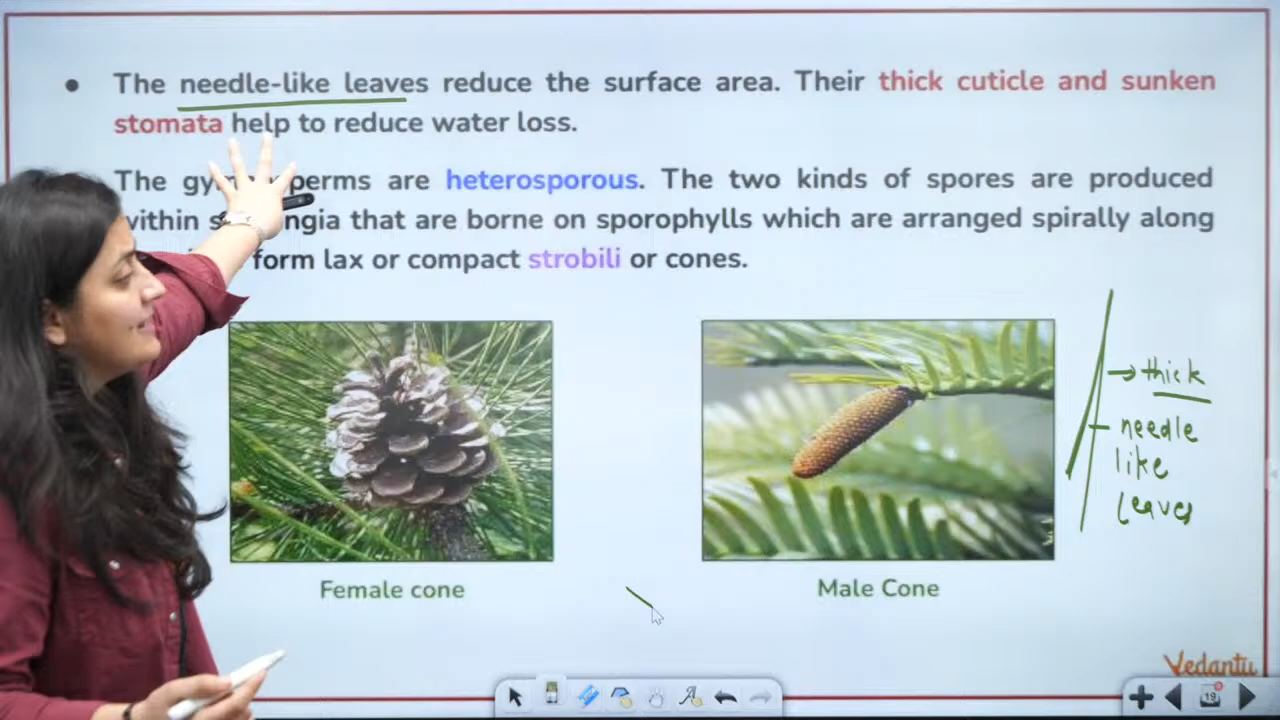 The needle-like leaves reduce the surface area. Their thick cuticle and sunken
stomata help to reduce water loss.
The gy perms are heterosporous. The two kinds of spores are produced
within s ngia that are borne on sporophylls which are arranged spirally along
form lax or compact strobili or cones.
→ thick
needle
like
leaves
Female cone
Male Cone
Vedantu
19